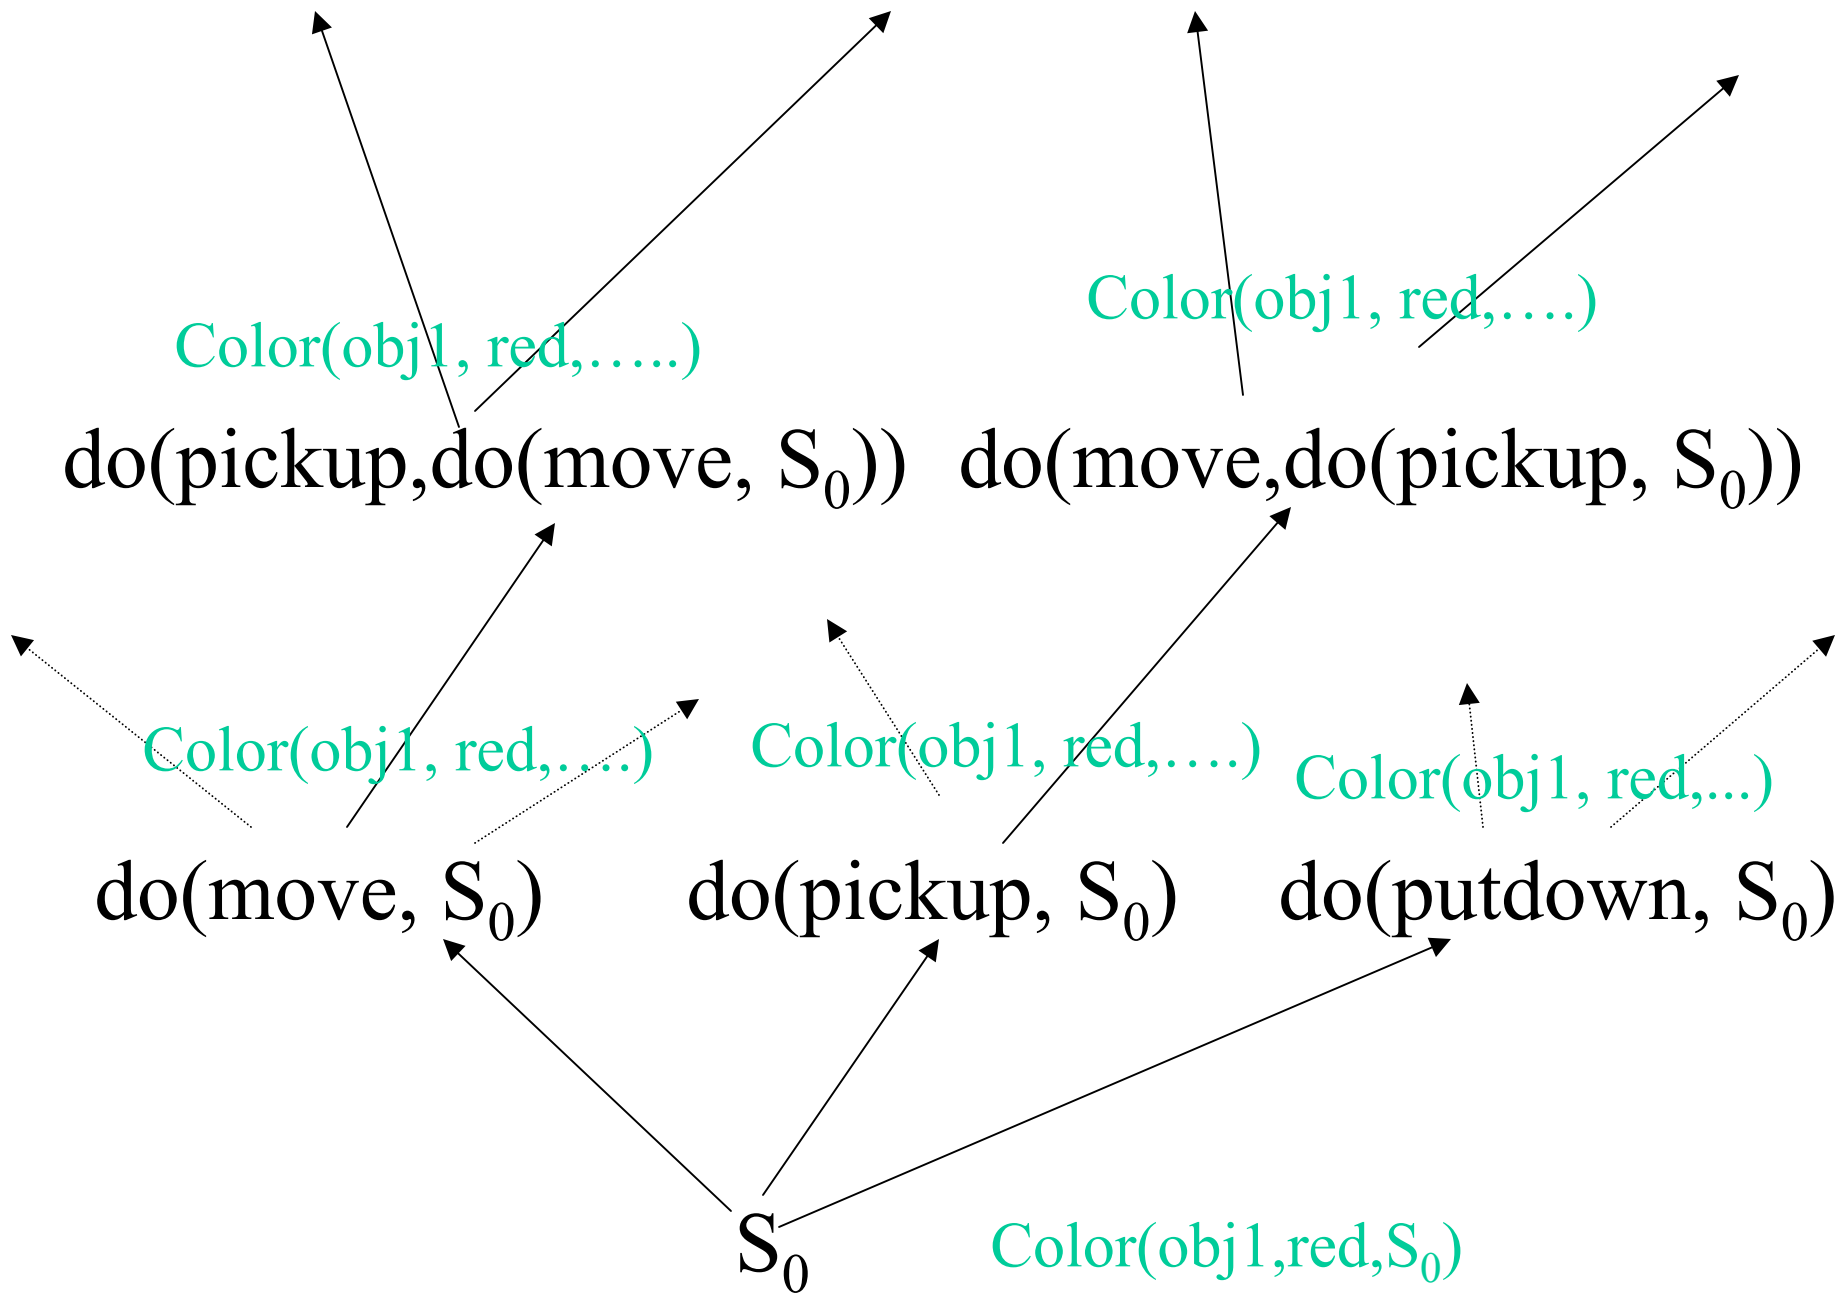 Color(obj1, red,….)
Color(obj1, red,…..)
do(pickup,do(move, S₀)) do(move,do(pickup, S₀))
Color(obj1, red,….) Color(obj1, red,….) Color(obj1, red,...)
do(move, S₀) do(pickup, S₀) do(putdown, S₀)
S₀ Color(obj1,red,S₀)